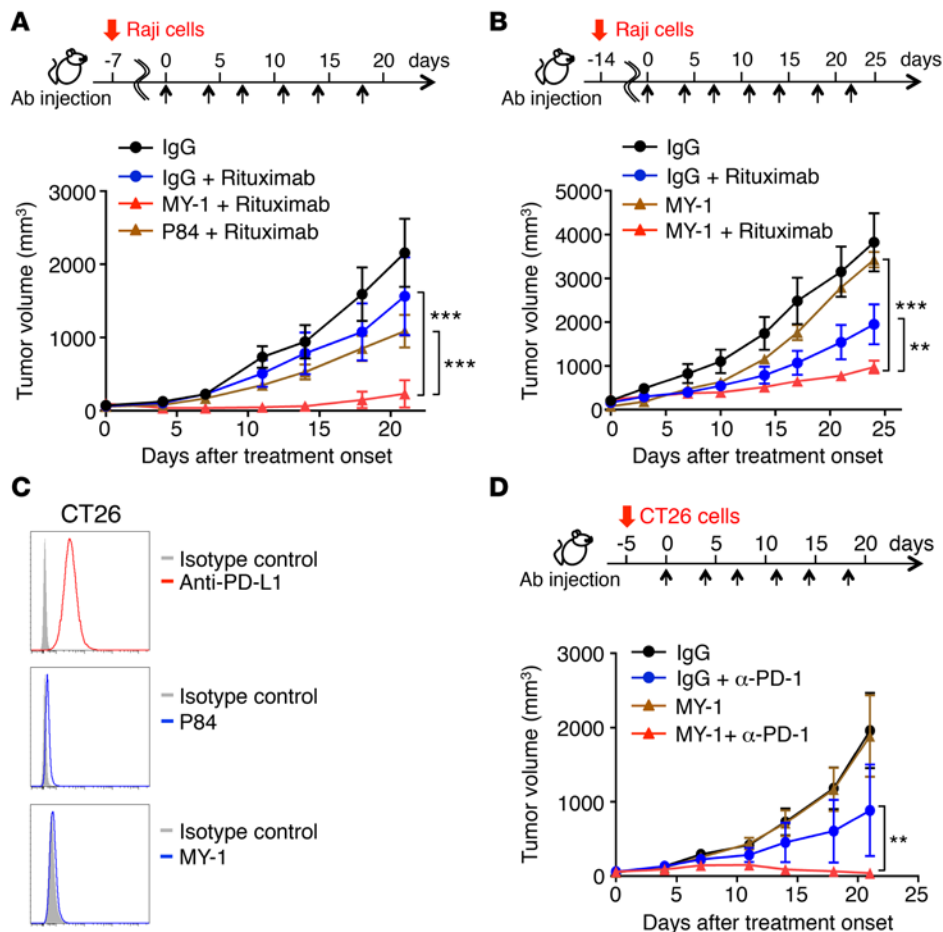 A
Raji cells
-7 0 5 10 15 20 days
Ab injection
IgG
IgG + Rituximab
MY-1 + Rituximab
P84 + Rituximab
Tumor volume (mm³)
3000
2000
1000
0
***
***
0 5 10 15 20
Days after treatment onset
B
Raji cells
-14 0 5 10 15 20 25 days
Ab injection
IgG
IgG + Rituximab
MY-1
MY-1 + Rituximab
Tumor volume (mm³)
5000
4000
3000
2000
1000
0
***
**
0 5 10 15 20 25
Days after treatment onset
C
CT26
Isotype control
Anti-PD-L1
Isotype control
P84
Isotype control
MY-1
D
CT26 cells
-5 0 5 10 15 20 days
Ab injection
IgG
IgG + α-PD-1
MY-1
MY-1+ α-PD-1
Tumor volume (mm³)
3000
2000
1000
0
**
0 5 10 15 20 25
Days after treatment onset